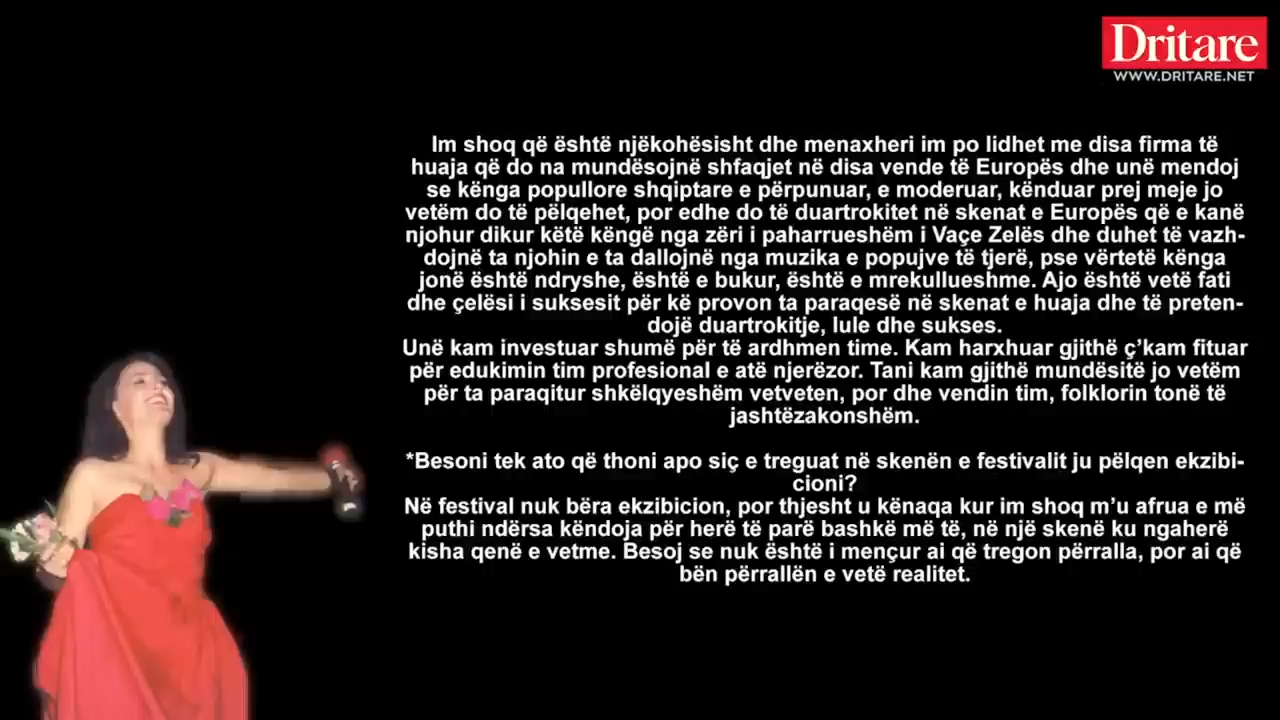 Dritare
WWW.DRITARE.NET
Im shoq që është njëkohësisht dhe menaxheri im po lidhet me disa firma të
huaja që do na mundësojnë shfaqjet në disa vende të Europës dhe unë mendoj
se kënga popullore shqiptare e përpunuar, e moderuar, kënduar prej meje jo
vetëm do të pëlqehet, por edhe do të duartrokitet në skenat e Europës që e kanë
njohur dikur këtë këngë nga zëri i paharrueshëm i Vaçe Zelës dhe duhet të vazh-
dojnë ta njohin e ta dallojnë nga muzika e popujve të tjerë, pse vërtetë kënga
jonë është ndryshe, është e bukur, është e mrekullueshme. Ajo është vetë fati
dhe çelësi i suksesit për kë provon ta paraqesë në skenat e huaja dhe të preten-
dojë duartrokitje, lule dhe sukses.
Unë kam investuar shumë për të ardhmen time. Kam harxhuar gjithë ç’kam fituar
për edukimin tim profesional e atë njerëzor. Tani kam gjithë mundësitë jo vetëm
për ta paraqitur shkëlqyeshëm vetveten, por dhe vendin tim, folklorin tonë të
jashtëzakonshëm.
*Besoni tek ato që thoni apo siç e treguat në skenën e festivalit ju pëlqen ekzibi-
cioni?
Në festival nuk bëra ekzibicion, por thjesht u kënaqa kur im shoq m’u afrua e më
puthi ndërsa këndoja për herë të parë bashkë më të, në një skenë ku ngaherë
kisha qenë e vetme. Besoj se nuk është i mençur ai që tregon përralla, por ai që
bën përrallën e vetë realitet.